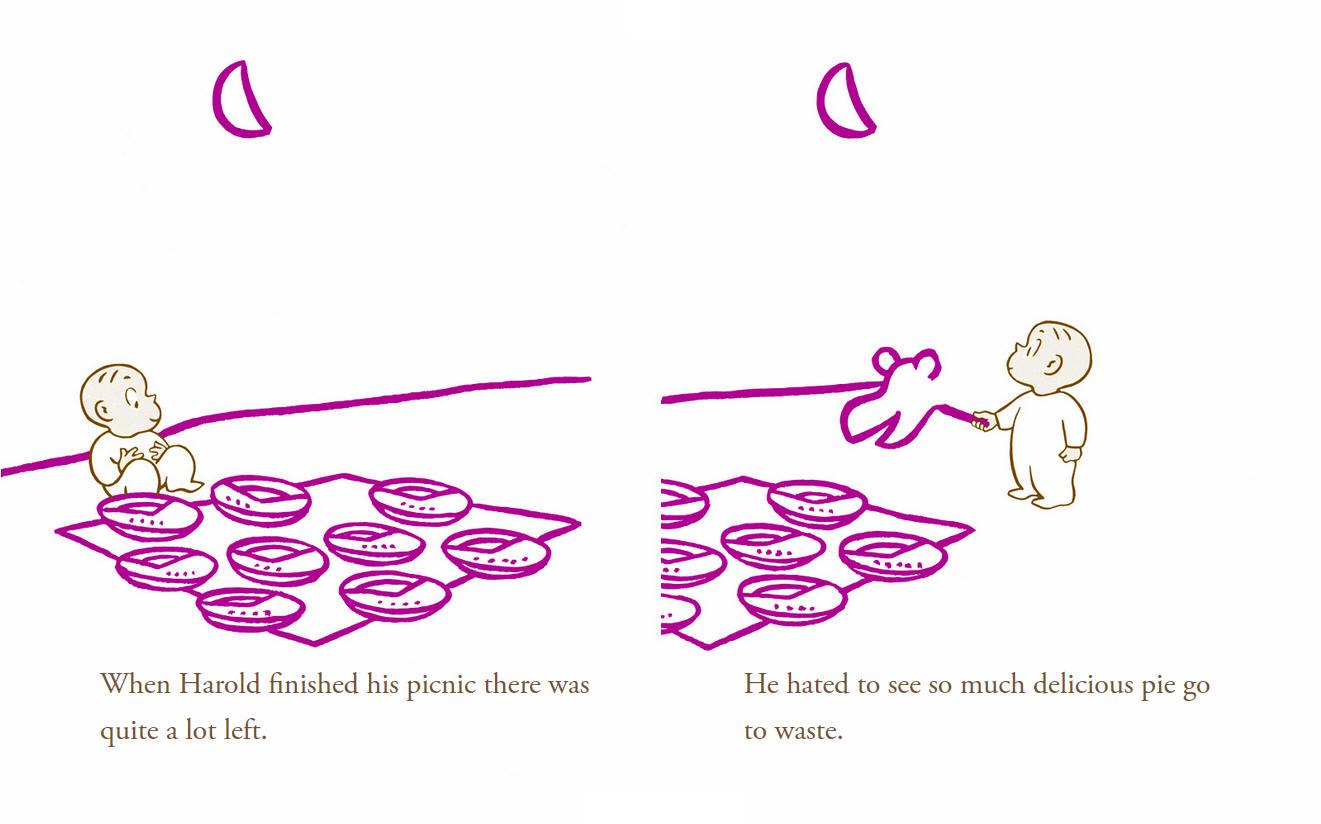 When Harold finished his picnic there was
quite a lot left.
He hated to see so much delicious pie go
to waste.